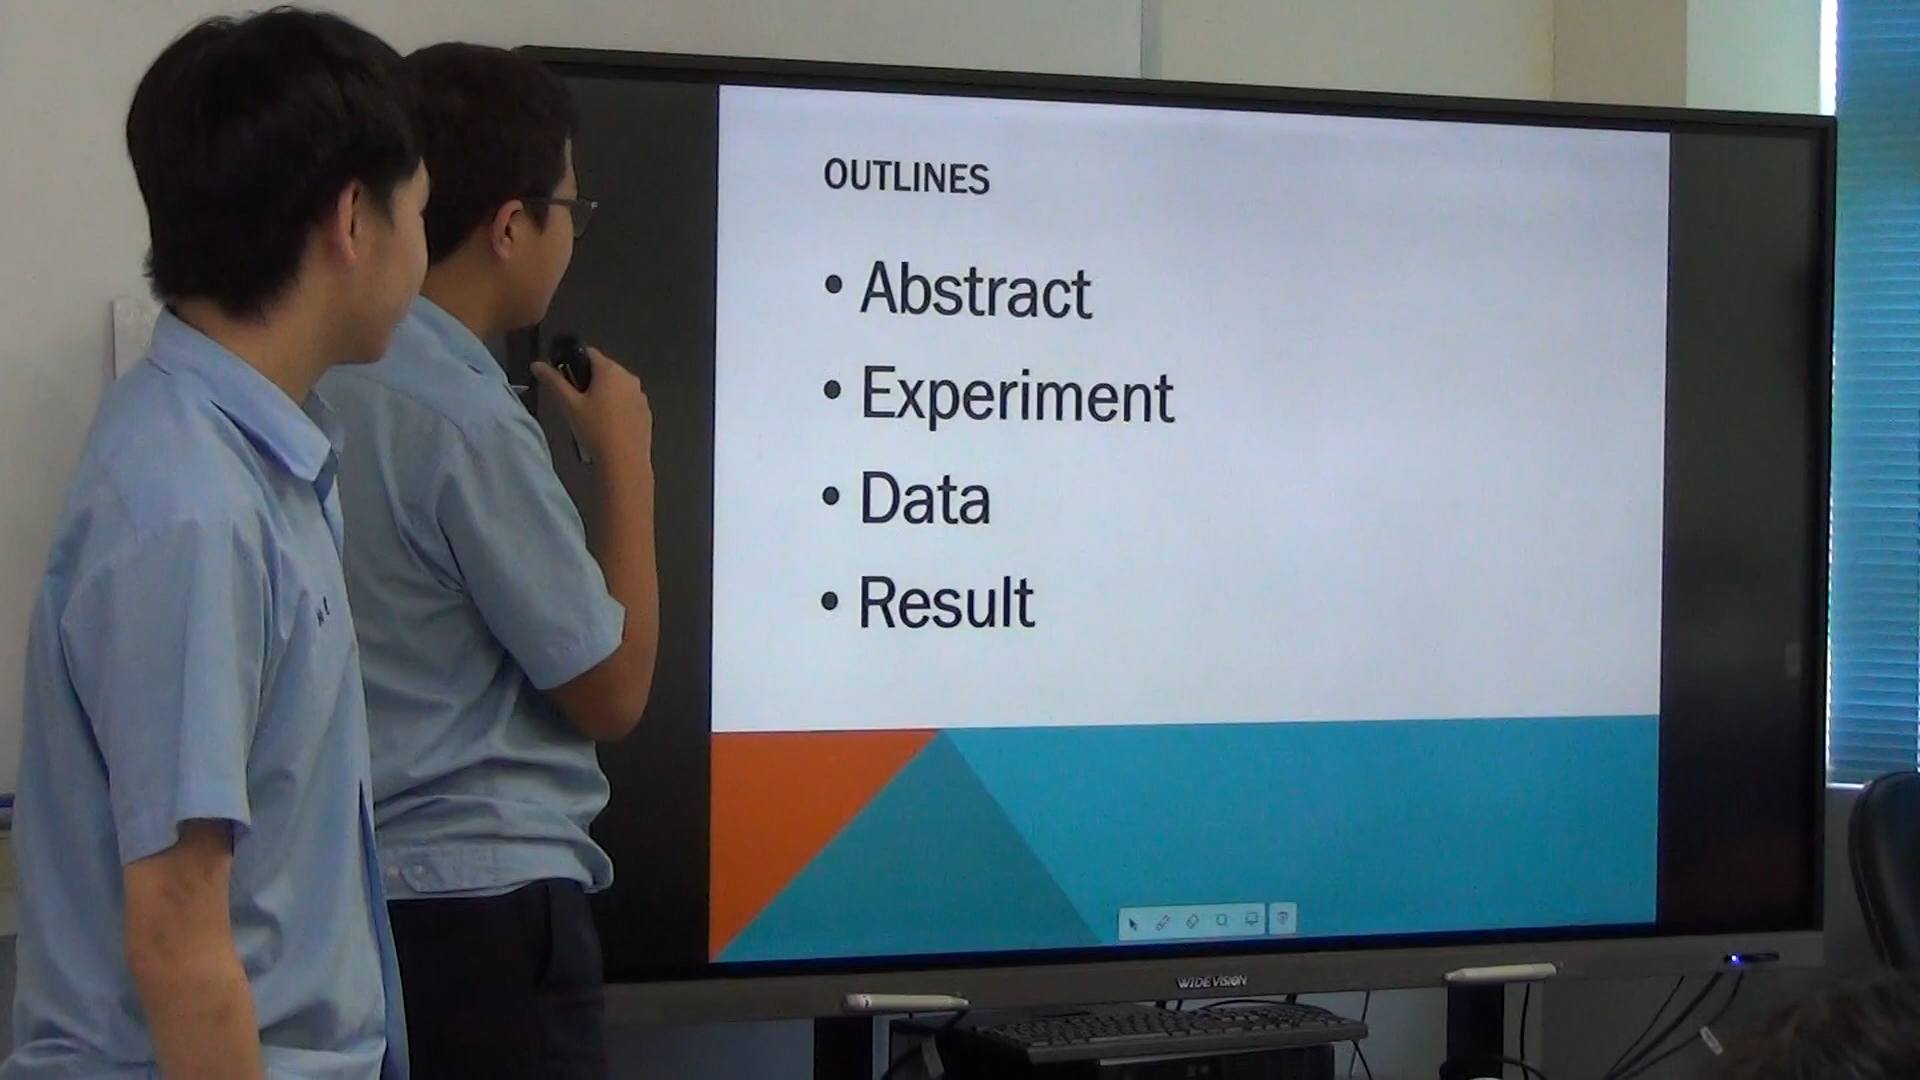 OUTLINES
• Abstract
• Experiment
• Data
• Result
WIDEVISION